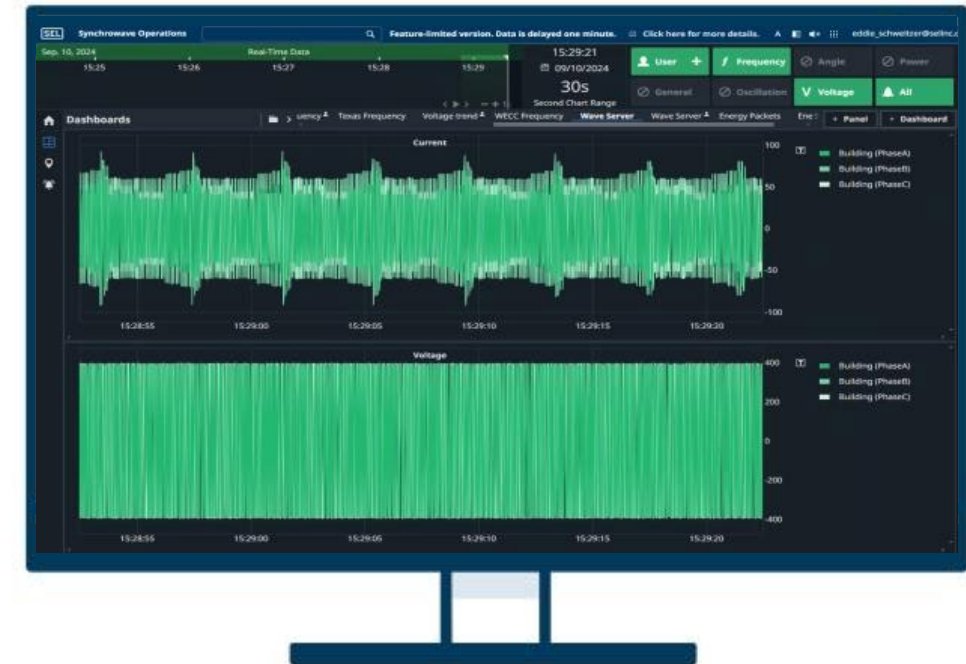 SEL Synchrowave Operations
Feature-limited version. Data is delayed one minute. Click here for more details. A eddie_schweitzer@selinc.c
Sep. 10, 2024 Real-Time Data
15:25 15:26 15:27 15:28 15:29
15:29:21
09/10/2024
30s
Second Chart Range
User + f Frequency Angle Power
General Oscillation V Voltage All
Dashboards
uency Texas Frequency Voltage trend WECC Frequency Wave Server Wave Server Energy Packets Ene
+ Panel + Dashboard
Current
100
50
0
-50
-100
Building (PhaseA)
Building (PhaseB)
Building (PhaseC)
15:28:55 15:29:00 15:29:05 15:29:10 15:29:15 15:29:20
Voltage
400
200
0
-200
-400
Building (PhaseA)
Building (PhaseB)
Building (PhaseC)
15:28:55 15:29:00 15:29:05 15:29:10 15:29:15 15:29:20